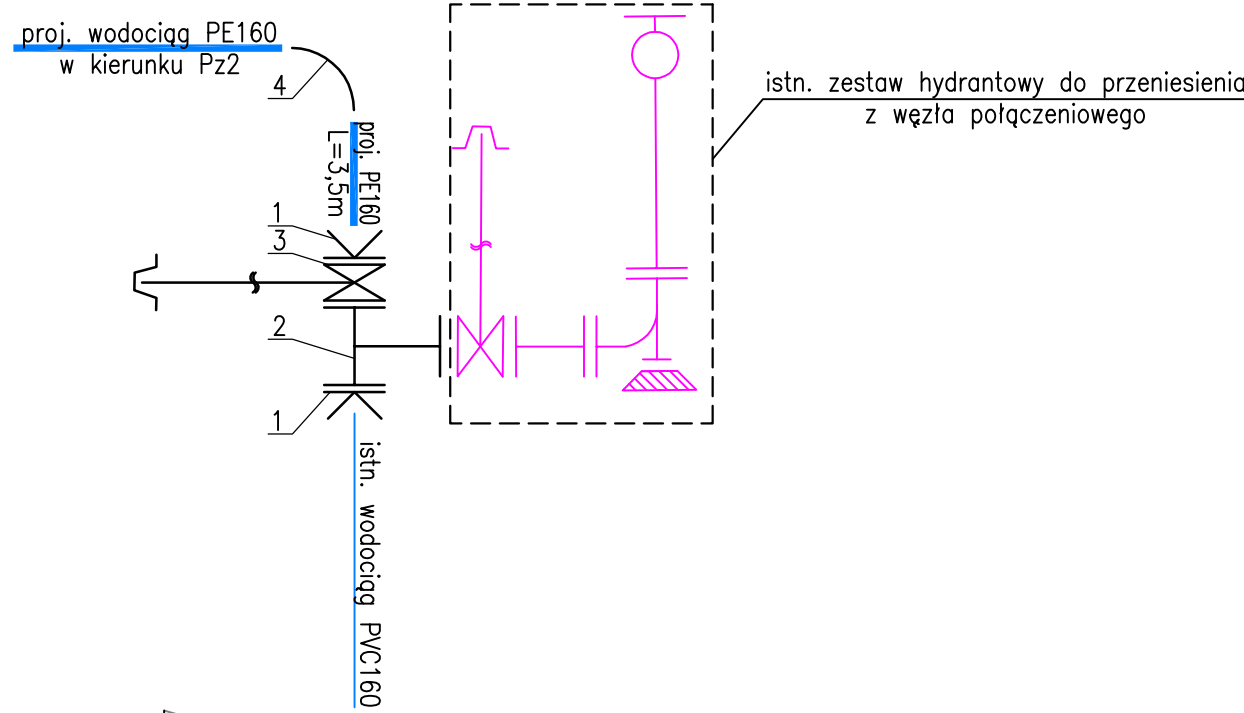 proj. wodociąg PE160
w kierunku Pz2
4
istn. zestaw hydrantowy do przeniesienia
z węzła połączeniowego
proj. PE160
L=3,5m
1
3
2
1
istn. wodociąg PVC160